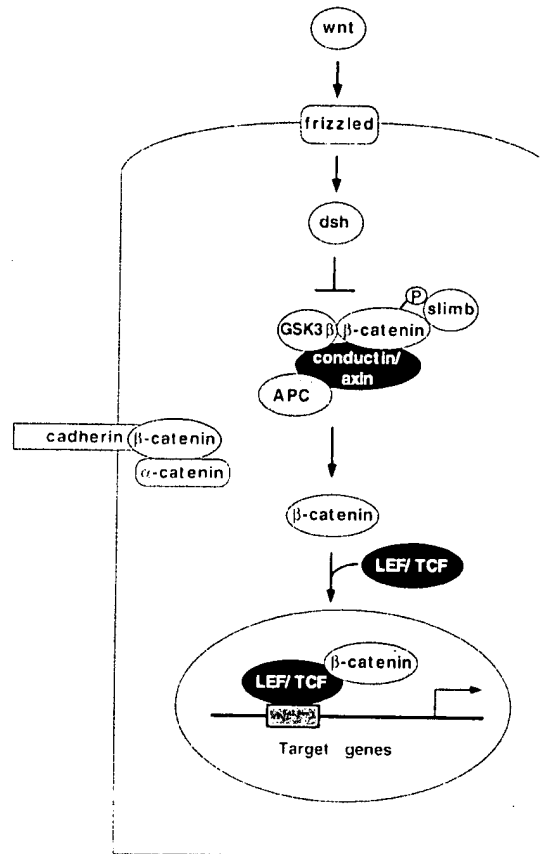 wnt
frizzled
dsh
P
slimb
GSK3 β
β-catenin
conductin/
axin
APC
cadherin
β-catenin
α-catenin
β-catenin
LEF/ TCF
β-catenin
LEF/ TCF
Target genes